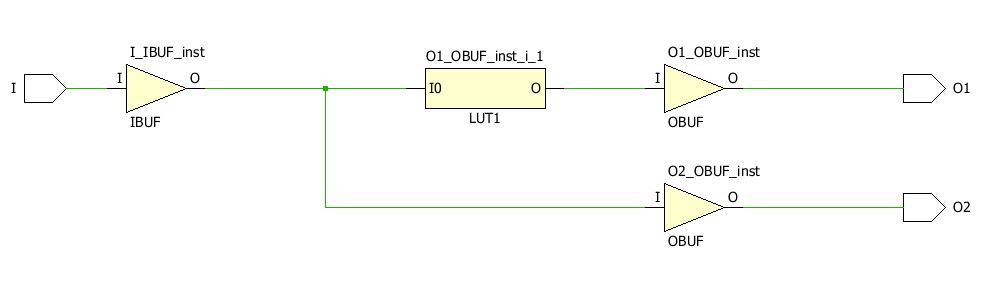 I_IBUF_inst
O1_OBUF_inst_i_1
O1_OBUF_inst
I
I
O
I0
O
I
O
O1
IBUF
LUT1
OBUF
O2_OBUF_inst
I
O
O2
OBUF